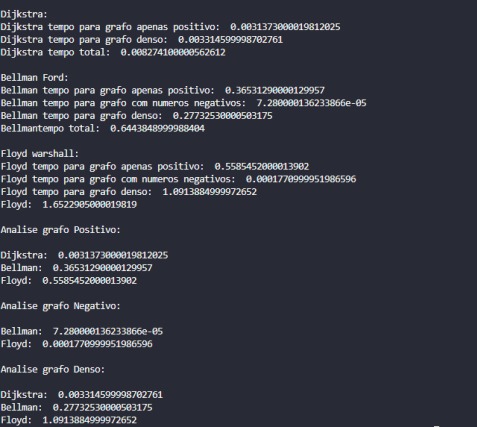 Dijkstra:
Dijkstra tempo para grafo apenas positivo:  0.0031373000019812025
Dijkstra tempo para grafo denso:  0.003314599998702761
Dijkstra tempo total:  0.008274100000562612
Bellman Ford:
Bellman tempo para grafo apenas positivo:  0.36531290000129957
Bellman tempo para grafo com numeros negativos:  7.280000136233866e-05
Bellman tempo para grafo denso:  0.27732530000503175
Bellmantempo total:  0.6443848999988404
Floyd warshall:
Floyd tempo para grafo apenas positivo:  0.5585452000013902
Floyd tempo para grafo com numeros negativos:  0.0001770999951986596
Floyd tempo para grafo denso:  1.0913884999972652
Floyd:  1.6522905000019819
Analise grafo Positivo:
Dijkstra:  0.0031373000019812025
Bellman:  0.36531290000129957
Floyd:  0.5585452000013902
Analise grafo Negativo:
Bellman:  7.280000136233866e-05
Floyd:  0.0001770999951986596
Analise grafo Denso:
Dijkstra:  0.003314599998702761
Bellman:  0.27732530000503175
Floyd:  1.0913884999972652